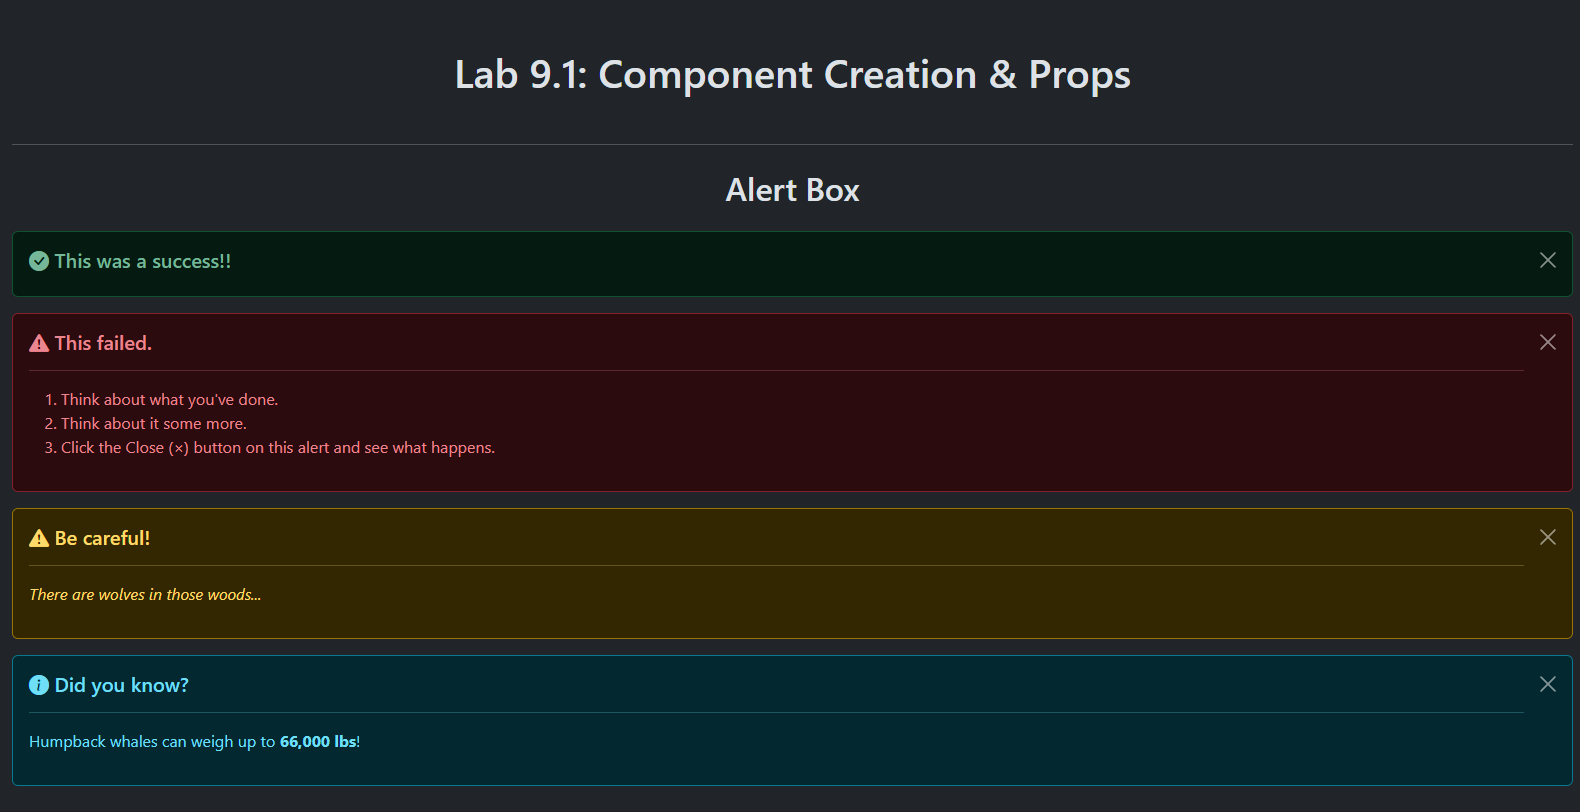 Lab 9.1: Component Creation & Props
Alert Box
This was a success!!
This failed.
1. Think about what you've done.
2. Think about it some more.
3. Click the Close (×) button on this alert and see what happens.
Be careful!
There are wolves in those woods...
Did you know?
Humpback whales can weigh up to 66,000 lbs!